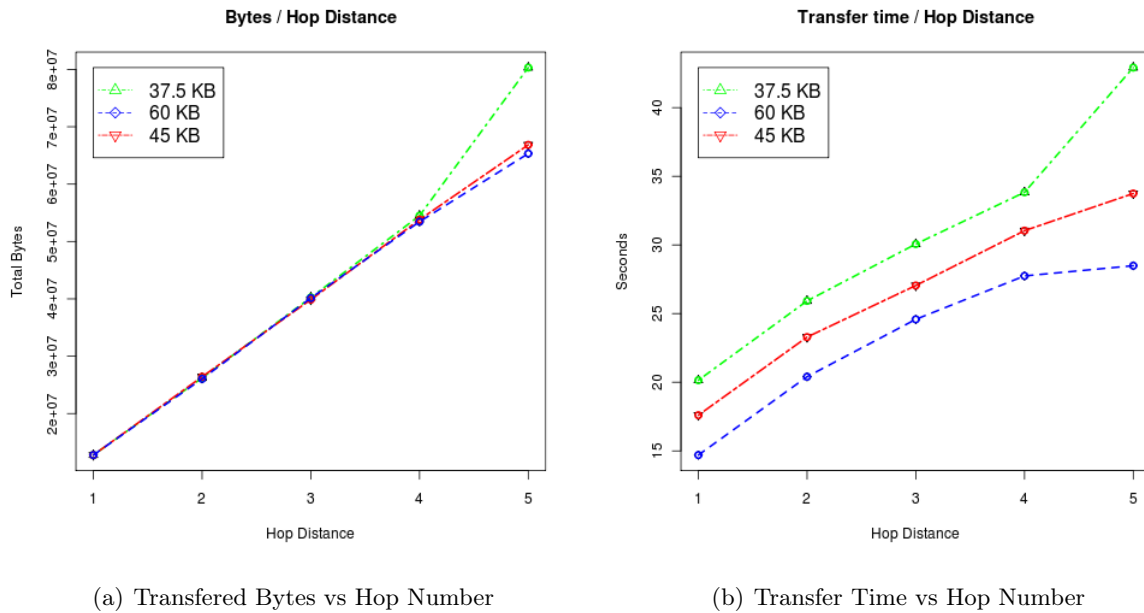 Bytes / Hop Distance
Total Bytes
8e+07
7e+07
6e+07
5e+07
4e+07
3e+07
2e+07
37.5 KB
60 KB
45 KB
1 2 3 4 5
Hop Distance
(a) Transfered Bytes vs Hop Number
Transfer time / Hop Distance
Seconds
40
35
30
25
20
15
37.5 KB
60 KB
45 KB
1 2 3 4 5
Hop Distance
(b) Transfer Time vs Hop Number